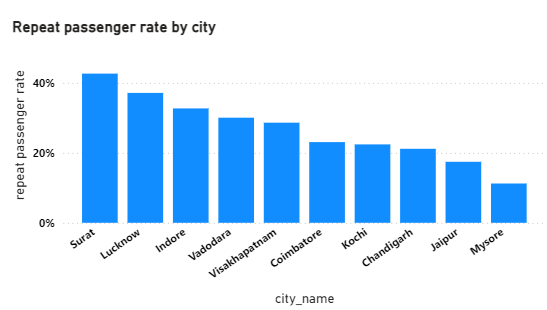 Repeat passenger rate by city
repeat passenger rate
40%
20%
0%
Surat
Lucknow
Indore
Vadodara
Visakhapatnam
Coimbatore
Kochi
Chandigarh
Jaipur
Mysore
city_name